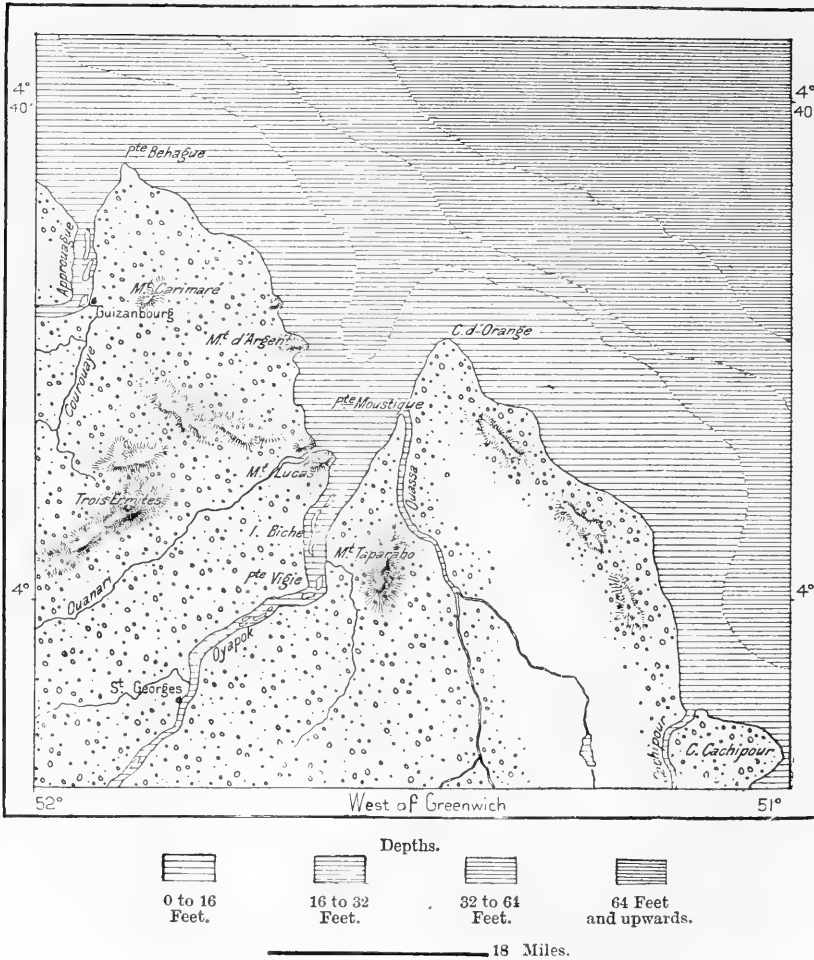 4°
40'
4°
40'
Pte Behague
Approuague
Mt Carimare
Guizanbourg
Mt d'Argent
C. d'Orange
Courouaye
Pte Moustique
Mt Lucas
Ouassa
Trois Ermites
I. Biche
Mt Taparabo
Pte Vigie
4°
4°
Ouanari
Oyapok
St Georges
Cachipour
C. Cachipour
52°
West of Greenwich
51°
Depths.
0 to 16
Feet.
16 to 32
Feet.
32 to 64
Feet.
64 Feet
and upwards.
18 Miles.